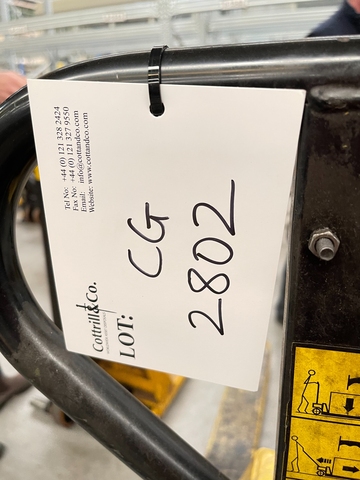 Cottrill&Co.
Tel No: +44 (0) 121 328 2424
Fax No: +44 (0) 121 327 9550
Email: info@cottandco.com
Website: www.cottandco.com
LOT:
CG
2802